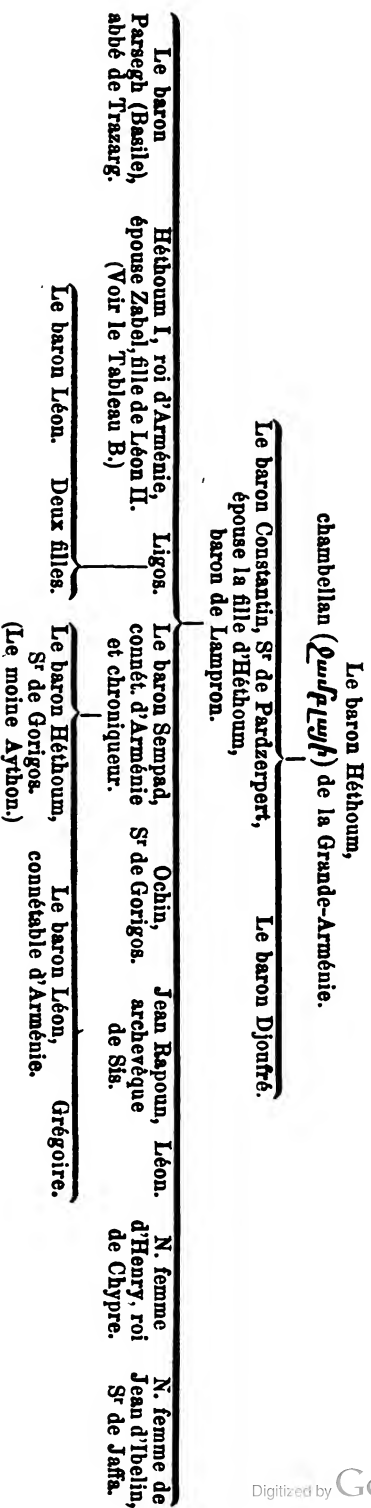 Le baron Héthoum,
chambellan (Չամբլայի) de la Grande-Arménie.
Le baron Constantin, Sʳ de Pardzerpert,
épouse la fille d'Héthoum,
baron de Lampron.
Le baron Djoufré.
Le baron
Parsegh (Basile),
abbé de Trazarg.
Héthoum I, roi d'Arménie,
épouse Zabel, fille de Léon II.
(Voir le Tableau B.)
Ligos.
Le baron Sempad,
connét. d'Arménie
et chroniqueur.
Ochin,
Sʳ de Gorigos.
Jean Rapoun,
archevèque
de Sis.
Léon.
N. femme
d'Henry, roi
de Chypre.
N. femme de
Jean d'Ibelin,
Sʳ de Jaffa.
Le baron Léon.
Deux filles.
Le baron Héthoum,
Sʳ de Gorigos.
(Le moine Aython.)
Le baron Léon,
connétable d'Arménie.
Grégoire.
Digitized by Go